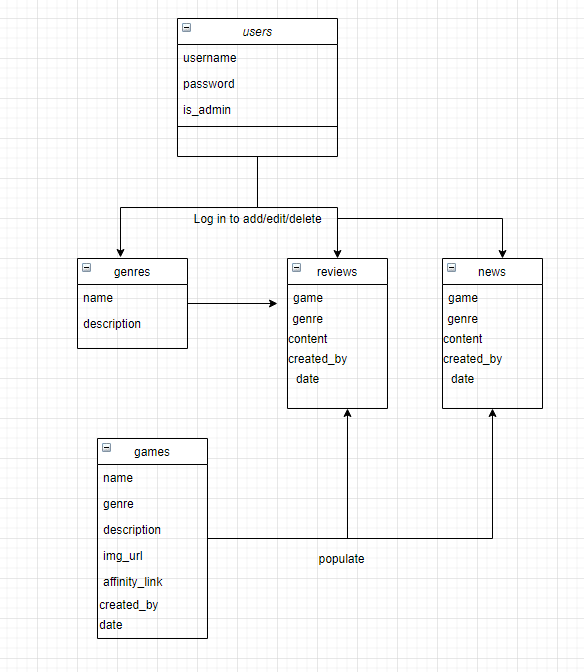 users
username
password
is_admin
Log in to add/edit/delete
genres
name
description
reviews
game
genre
content
created_by
date
news
game
genre
content
created_by
date
games
name
genre
description
img_url
affinity_link
created_by
date
populate